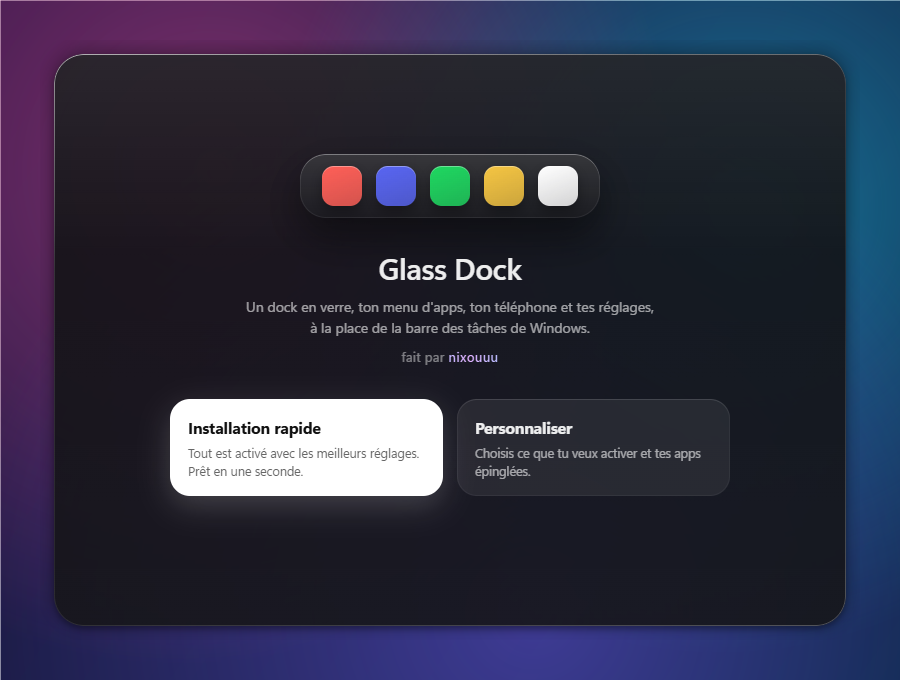 Glass Dock
Un dock en verre, ton menu d'apps, ton téléphone et tes réglages,
à la place de la barre des tâches de Windows.
fait par nixouuu
Installation rapide
Tout est activé avec les meilleurs réglages.
Prêt en une seconde.
Personnaliser
Choisis ce que tu veux activer et tes apps
épinglées.